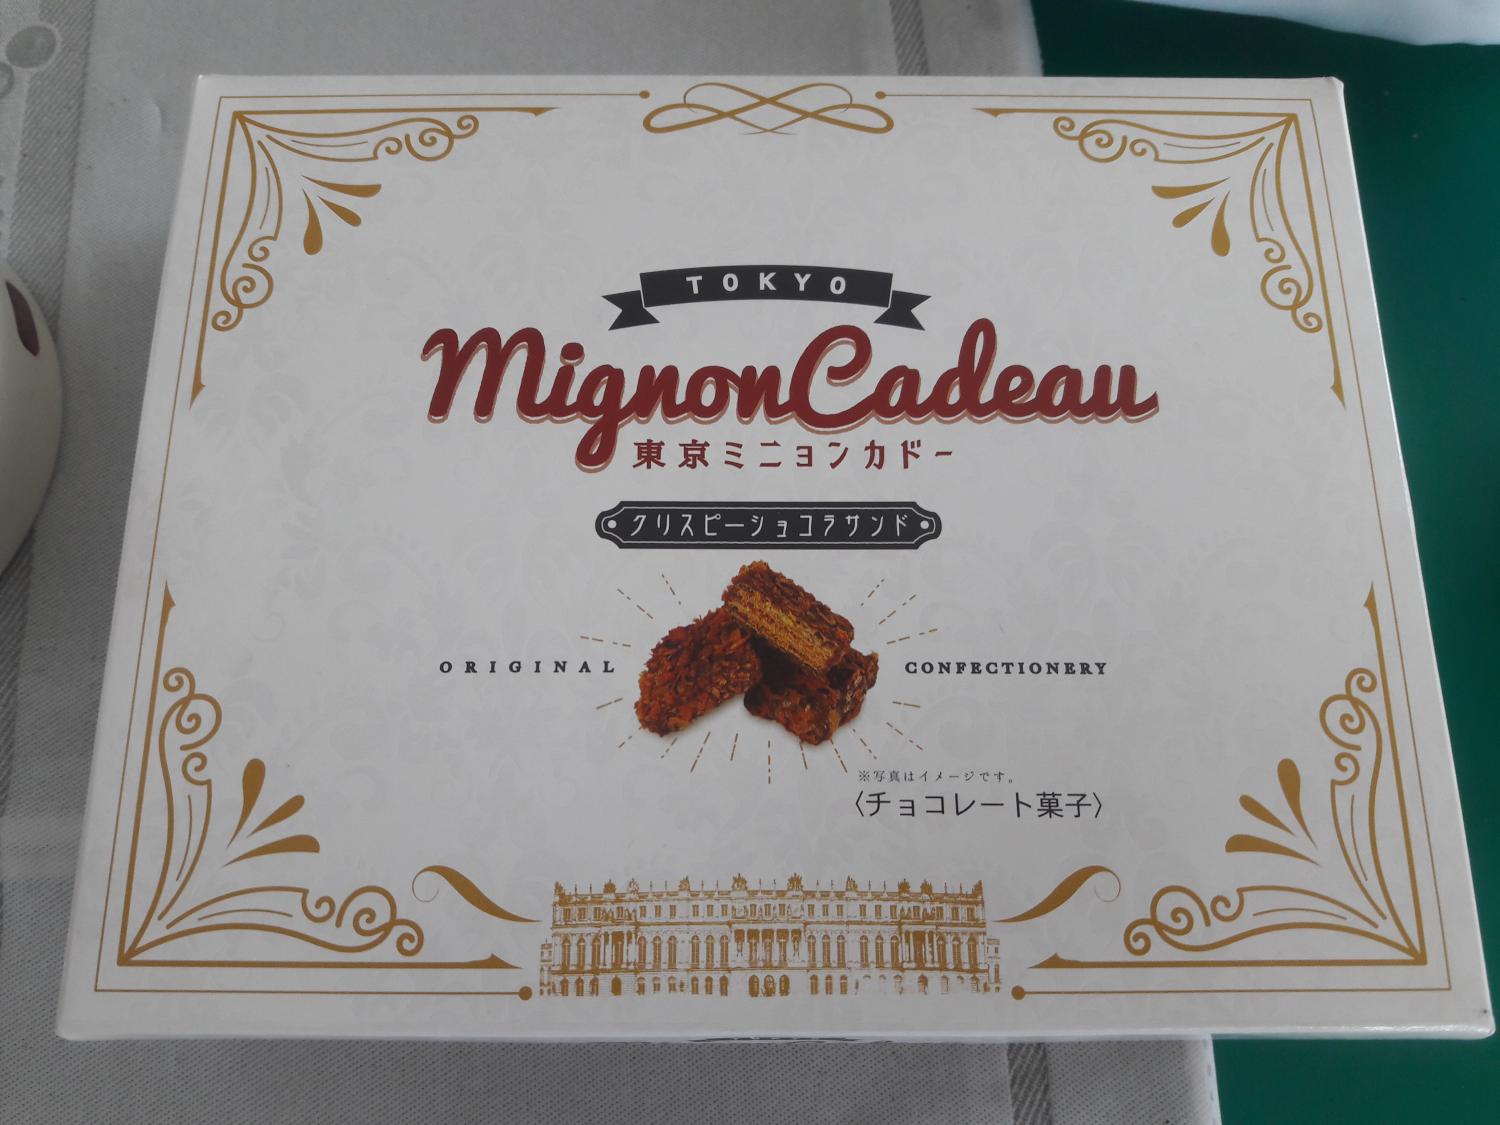 TOKYO
MignonCadeau
東京ミニョンカドー
クリスピーショコラサンド
ORIGINAL CONFECTIONERY
※写真はイメージです。
〈チョコレート菓子〉